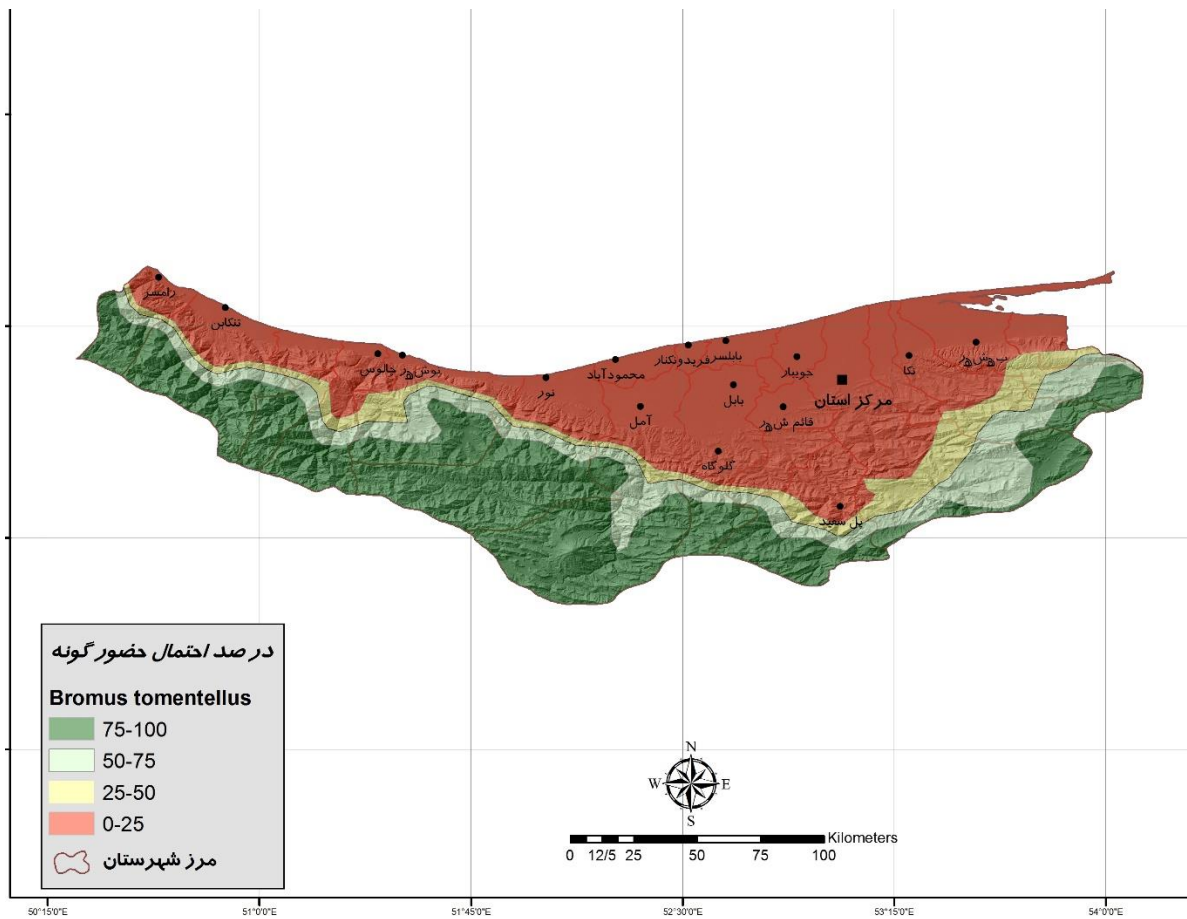 رامسر
تنکابن
چالوس
نوشهر
نور
محمودآباد
فریدونکنار
بابلسر
جویبار
نکا
بهشهر
بابل
مرکز استان
آمل
قائم شهر
گلوگاه
پل سفید
در صد احتمال حضور گونه
Bromus tomentellus
75-100
50-75
25-50
0-25
مرز شهرستان
N
W E
S
Kilometers
0 12/5 25 50 75 100
50°15'0"E 51°0'0"E 51°45'0"E 52°30'0"E 53°15'0"E 54°0'0"E